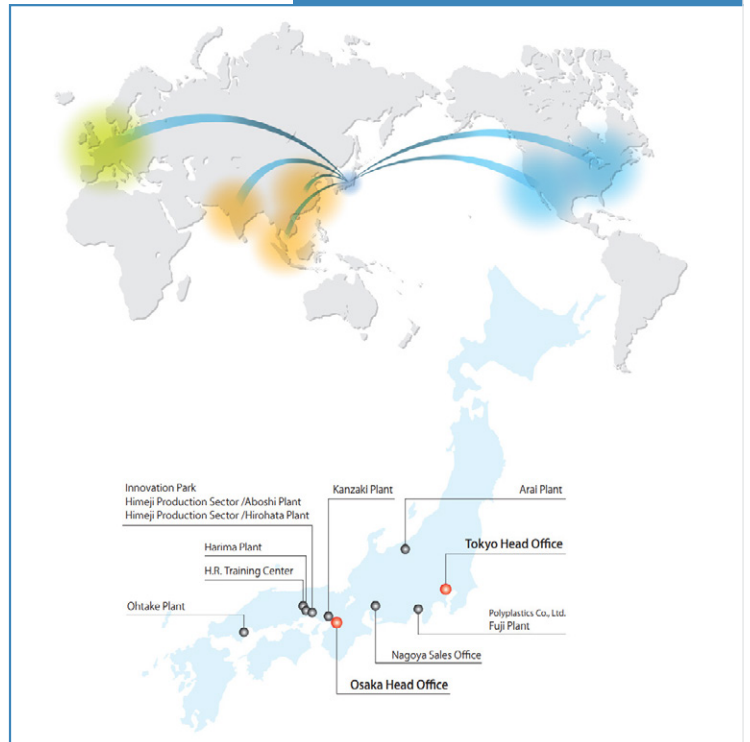 Innovation Park
Himeji Production Sector /Aboshi Plant
Himeji Production Sector /Hirohata Plant
Kanzaki Plant
Arai Plant
Harima Plant
Tokyo Head Office
H.R. Training Center
Ohtake Plant
Polyplastics Co., Ltd.
Fuji Plant
Nagoya Sales Office
Osaka Head Office